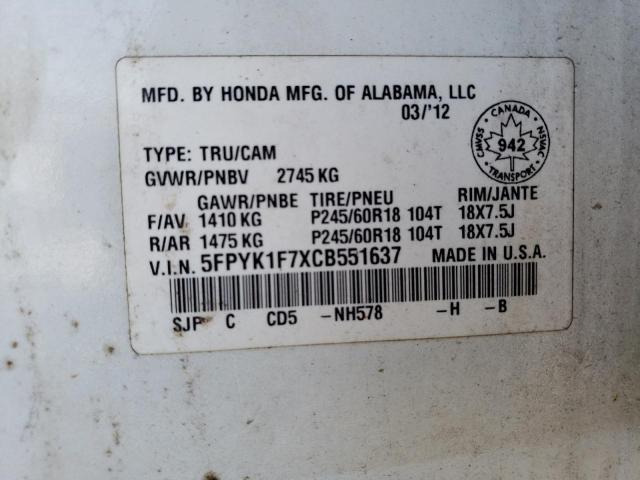 MFD. BY HONDA MFG. OF ALABAMA, LLC
03/'12
CANADA
CMVSS 942 NSVAC
TRANSPORT
TYPE: TRU/CAM
GVWR/PNBV 2745 KG
GAWR/PNBE TIRE/PNEU RIM/JANTE
F/AV 1410 KG P245/60R18 104T 18X7.5J
R/AR 1475 KG P245/60R18 104T 18X7.5J
V.I.N. 5FPYK1F7XCB551637 MADE IN U.S.A.
SJP C CD5 -NH578 -H -B